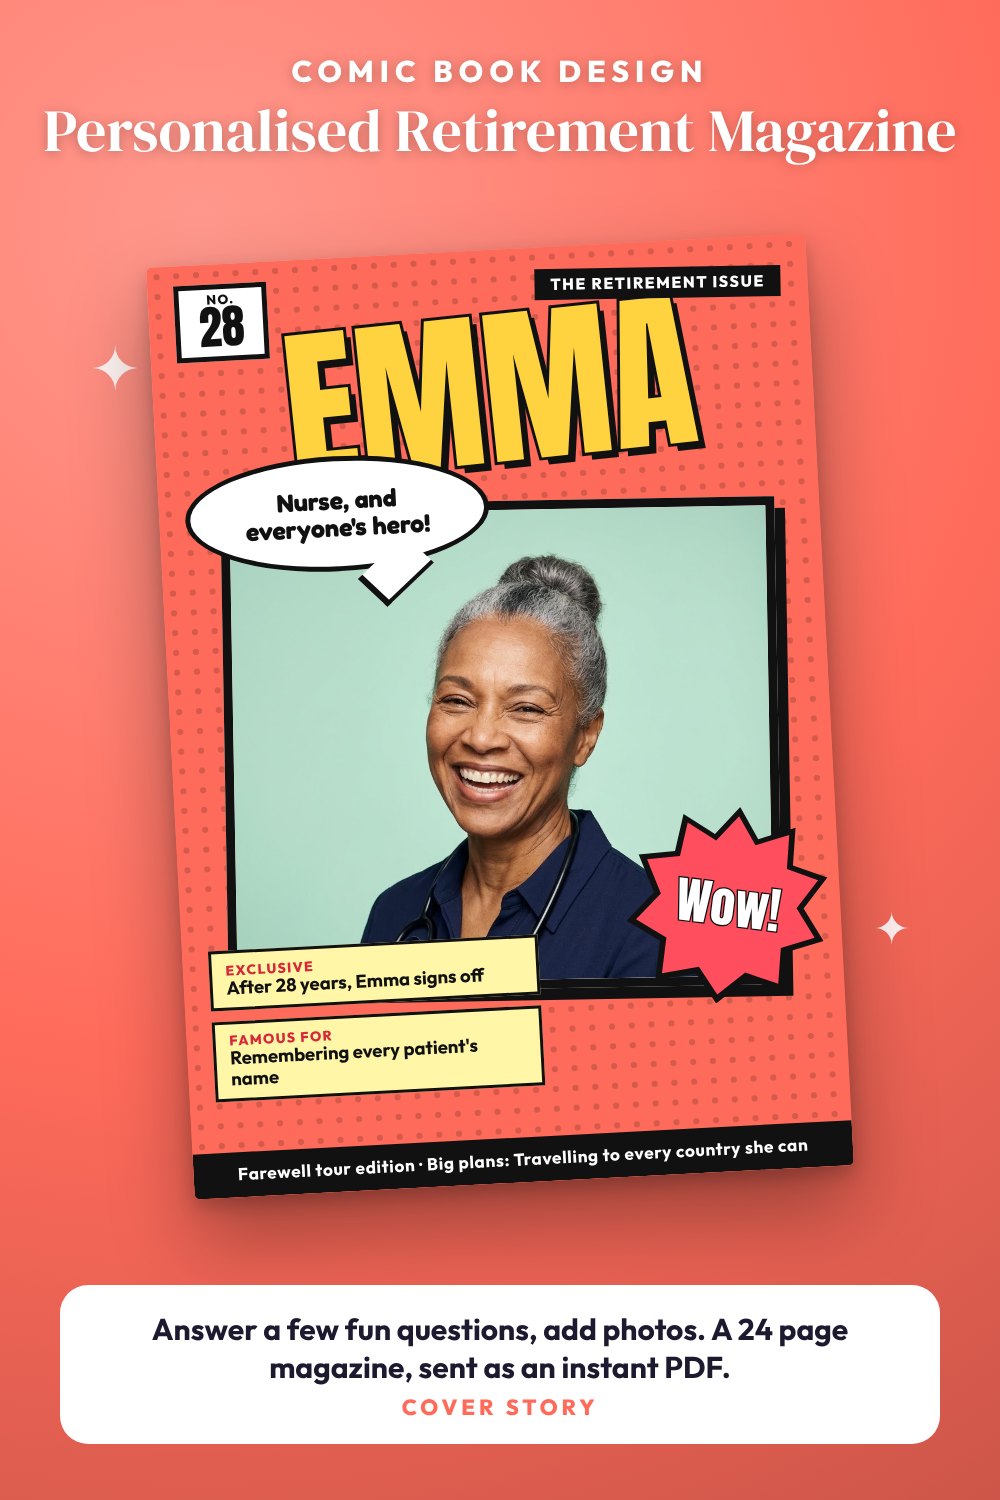 COMIC BOOK DESIGN
Personalised Retirement Magazine
NO.
28
THE RETIREMENT ISSUE
EMMA
Nurse, and
everyone's hero!
Wow!
EXCLUSIVE
After 28 years, Emma signs off
FAMOUS FOR
Remembering every patient's
name
Farewell tour edition · Big plans: Travelling to every country she can
Answer a few fun questions, add photos. A 24 page
magazine, sent as an instant PDF.
COVER STORY